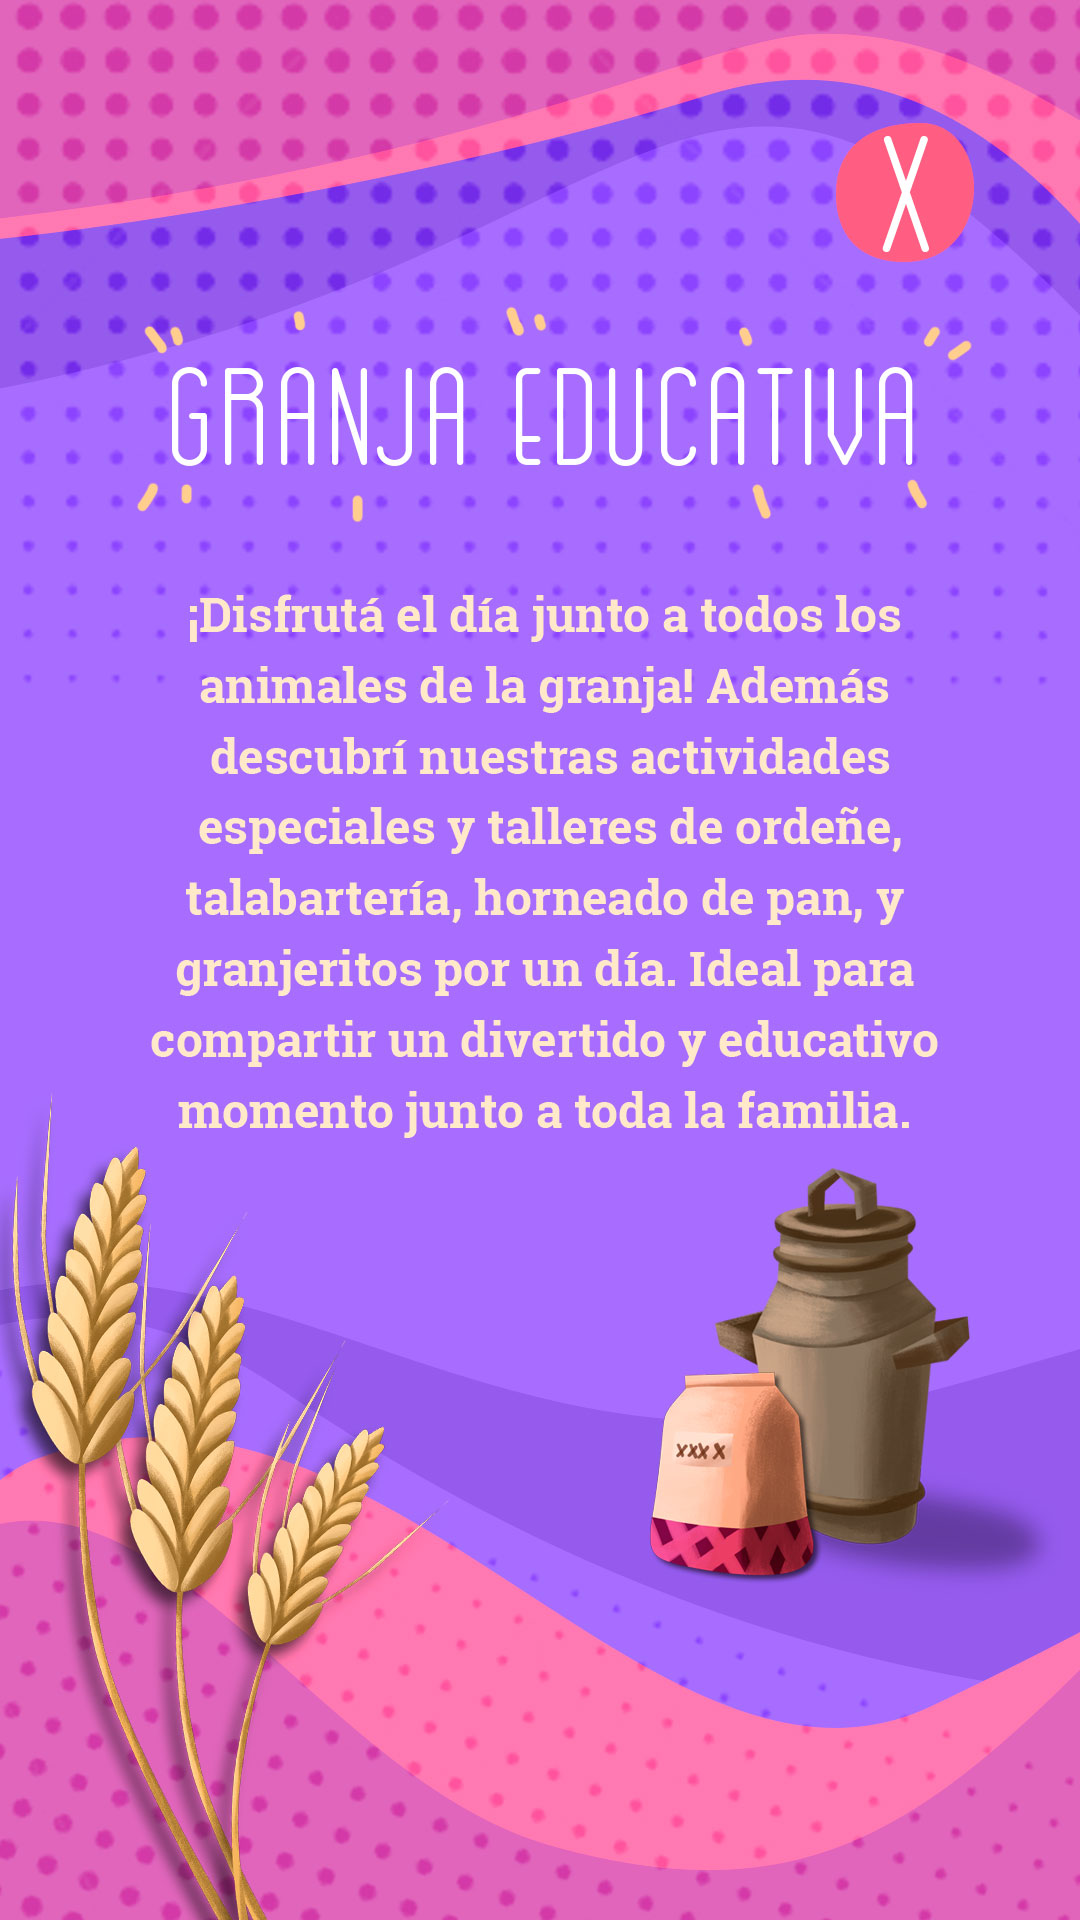 X
GRANJA EDUCATIVA
¡Disfrutá el día junto a todos los
animales de la granja! Además
descubrí nuestras actividades
especiales y talleres de ordeñe,
talabartería, horneado de pan, y
granjeritos por un día. Ideal para
compartir un divertido y educativo
momento junto a toda la familia.
XXX X